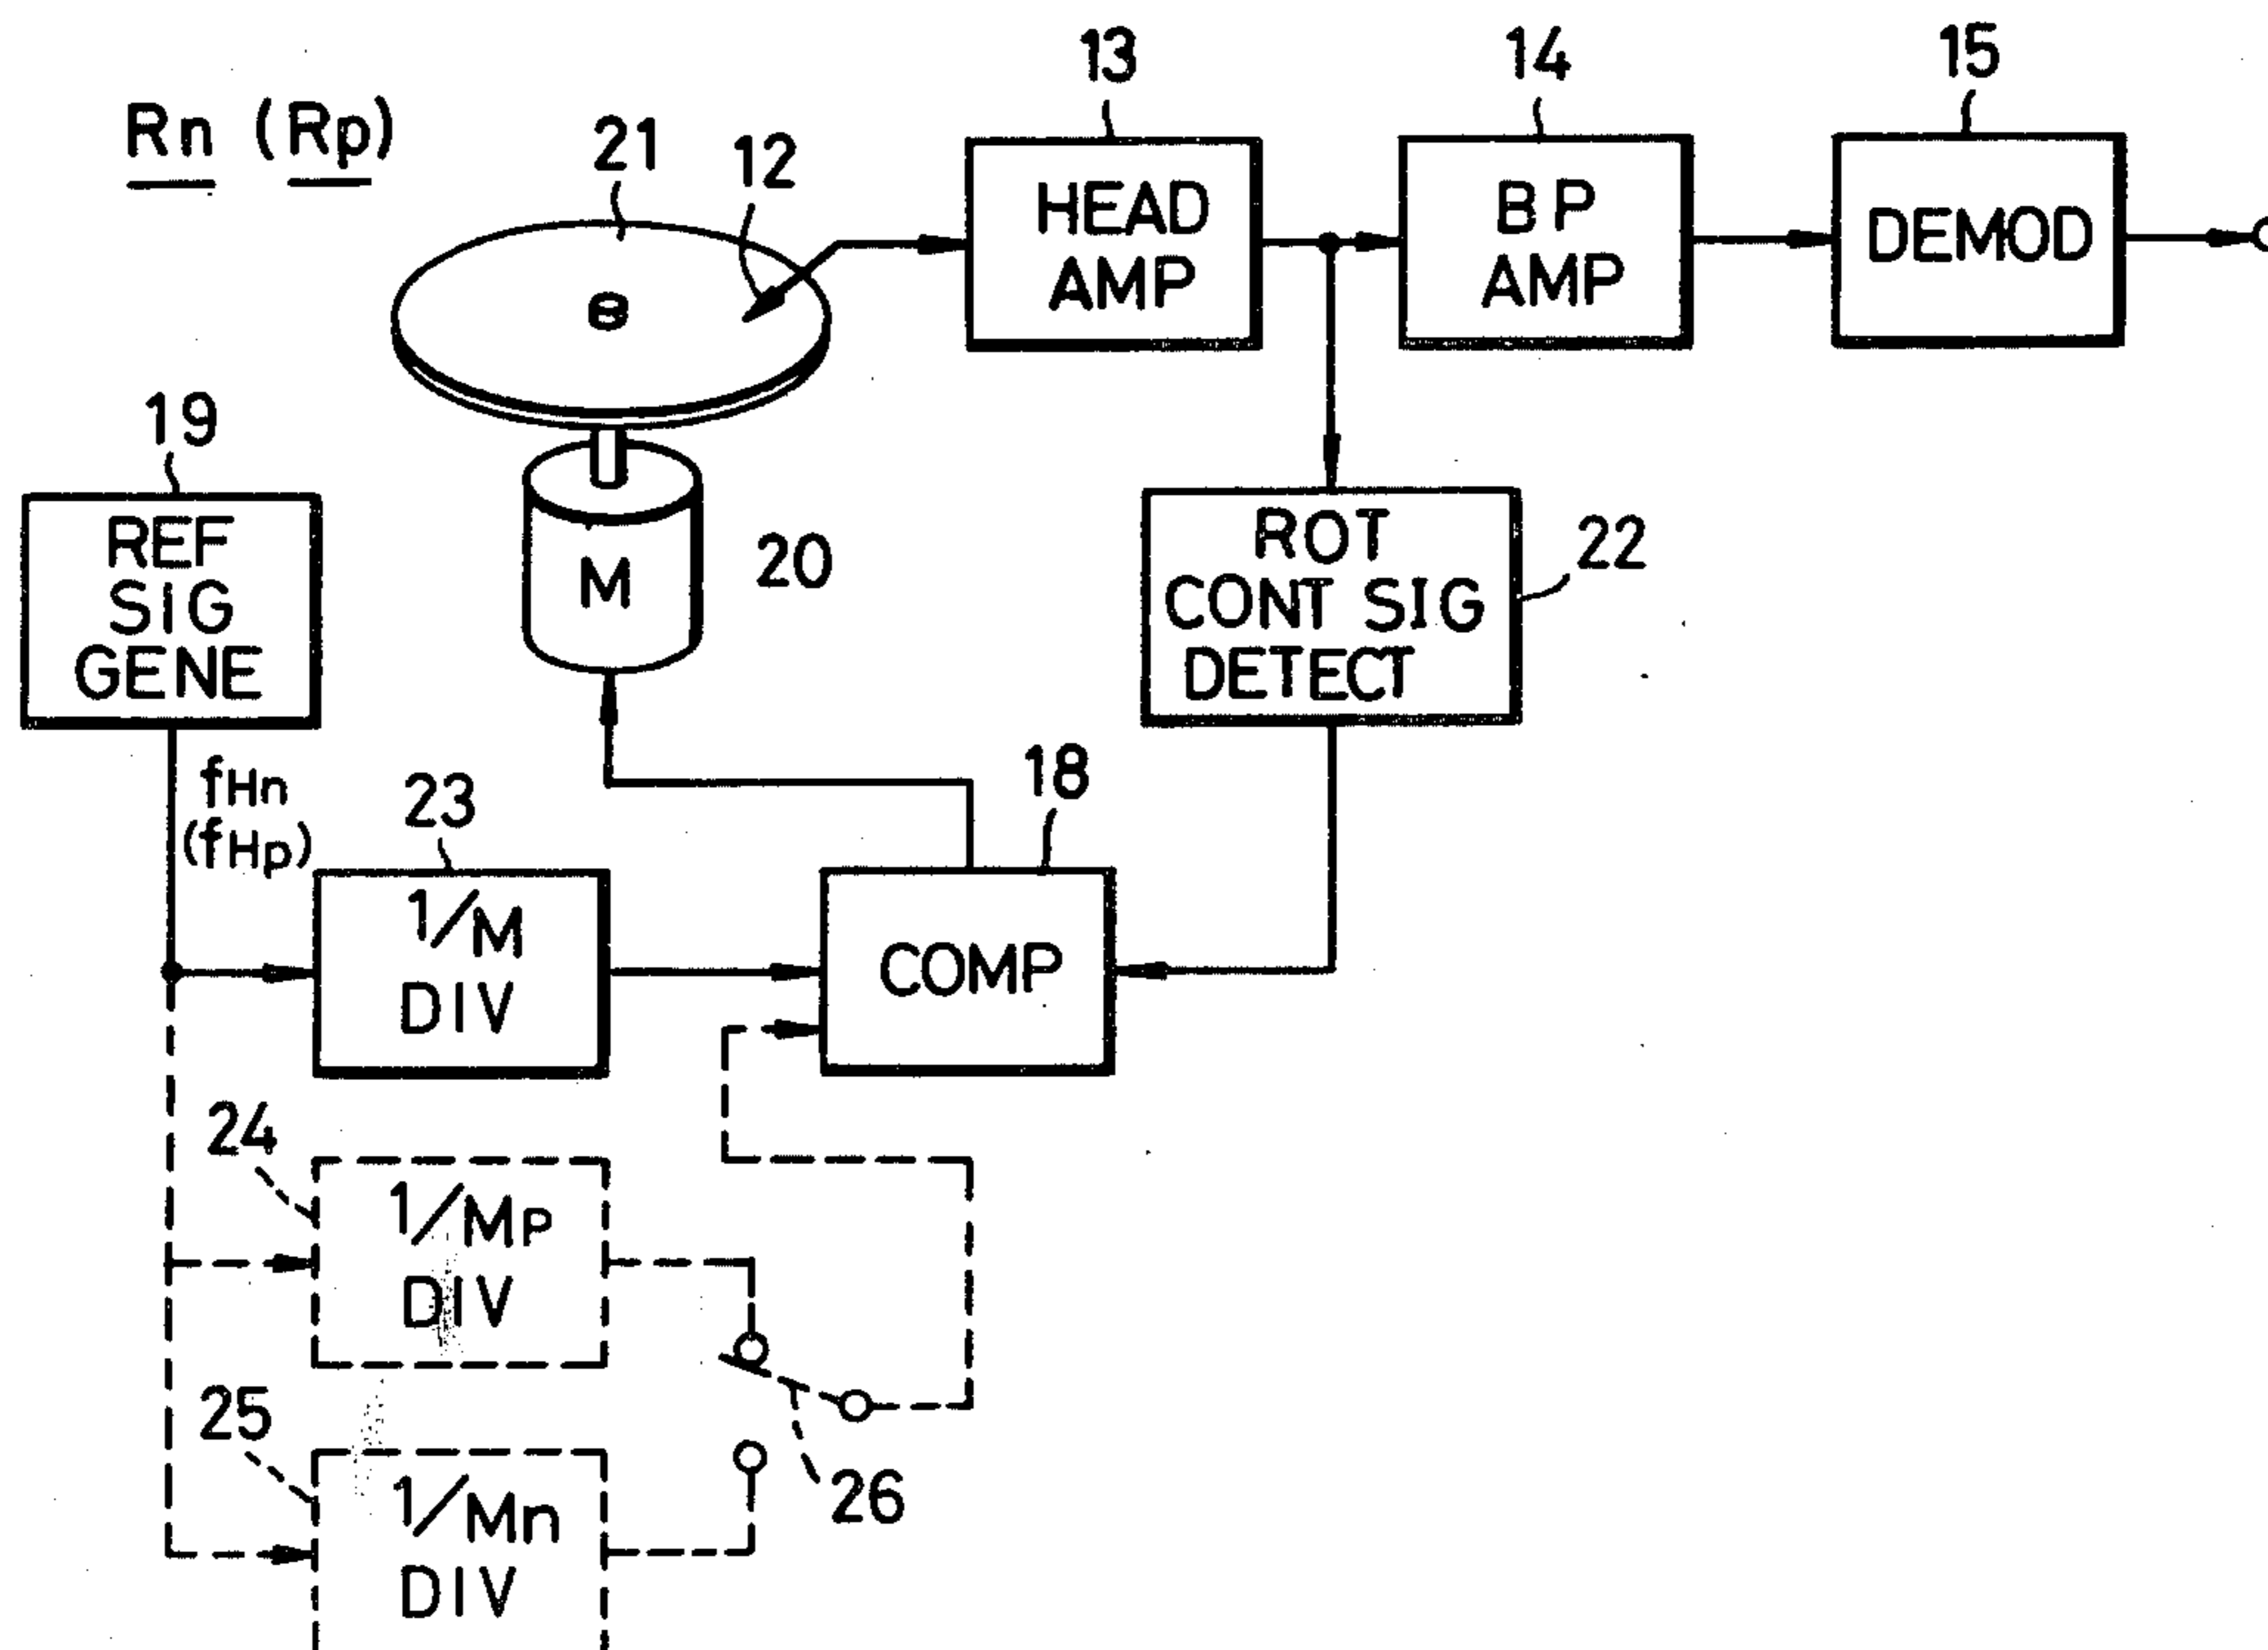 Rn (Rp)
21
12
13
14
15
HEAD
AMP
BP
AMP
DEMOD
19
REF
SIG
GENE
M
20
ROT
CONT SIG
DETECT
22
fHn
(fHp)
23
1/M
DIV
18
COMP
24
1/Mp
DIV
25
1/Mn
DIV
26